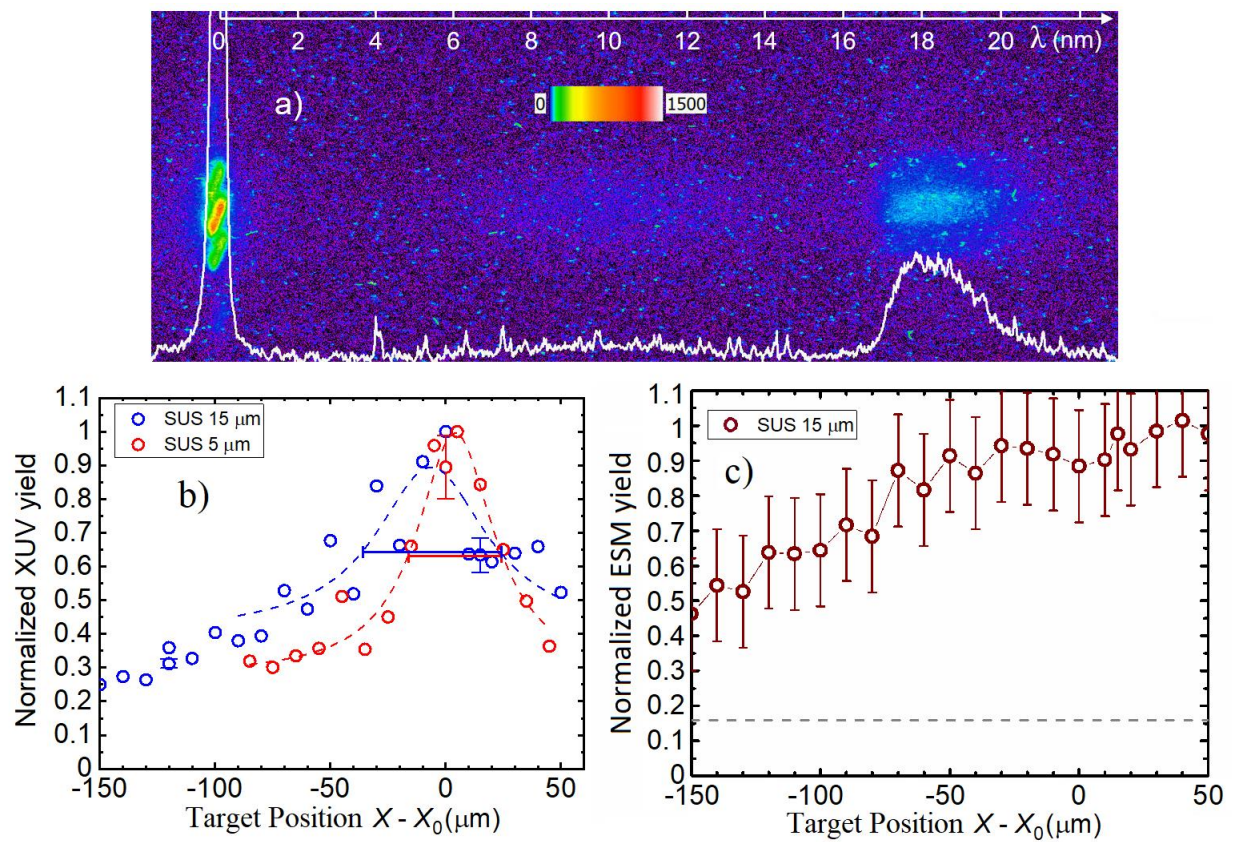 0 2 4 6 8 10 12 14 16 18 20 λ (nm)
a)
0 1500
1.1
1
0.9
0.8
0.7
0.6
0.5
0.4
0.3
0.2
0.1
0
Normalized XUV yield
SUS 15 μm
SUS 5 μm
b)
-150 -100 -50 0 50
Target Position X - X0(μm)
1.1
1
0.9
0.8
0.7
0.6
0.5
0.4
0.3
0.2
0.1
0
Normalized ESM yield
SUS 15 μm
c)
-150 -100 -50 0 50
Target Position X - X0(μm)